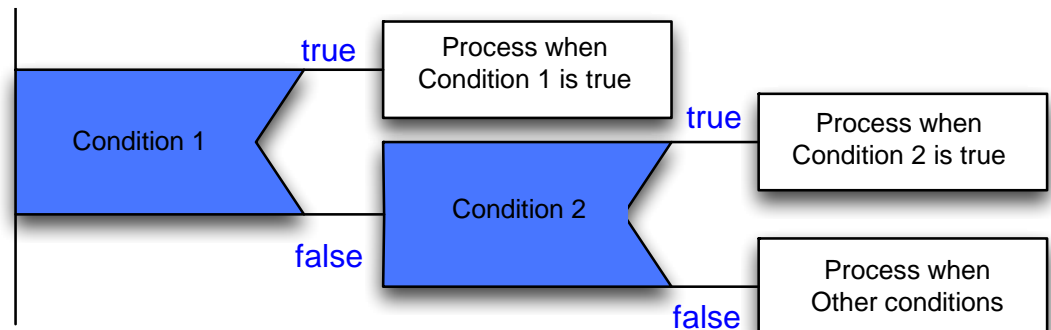 true
Process when
Condition 1 is true
Condition 1
true
Process when
Condition 2 is true
Condition 2
false
Process when
Other conditions
false